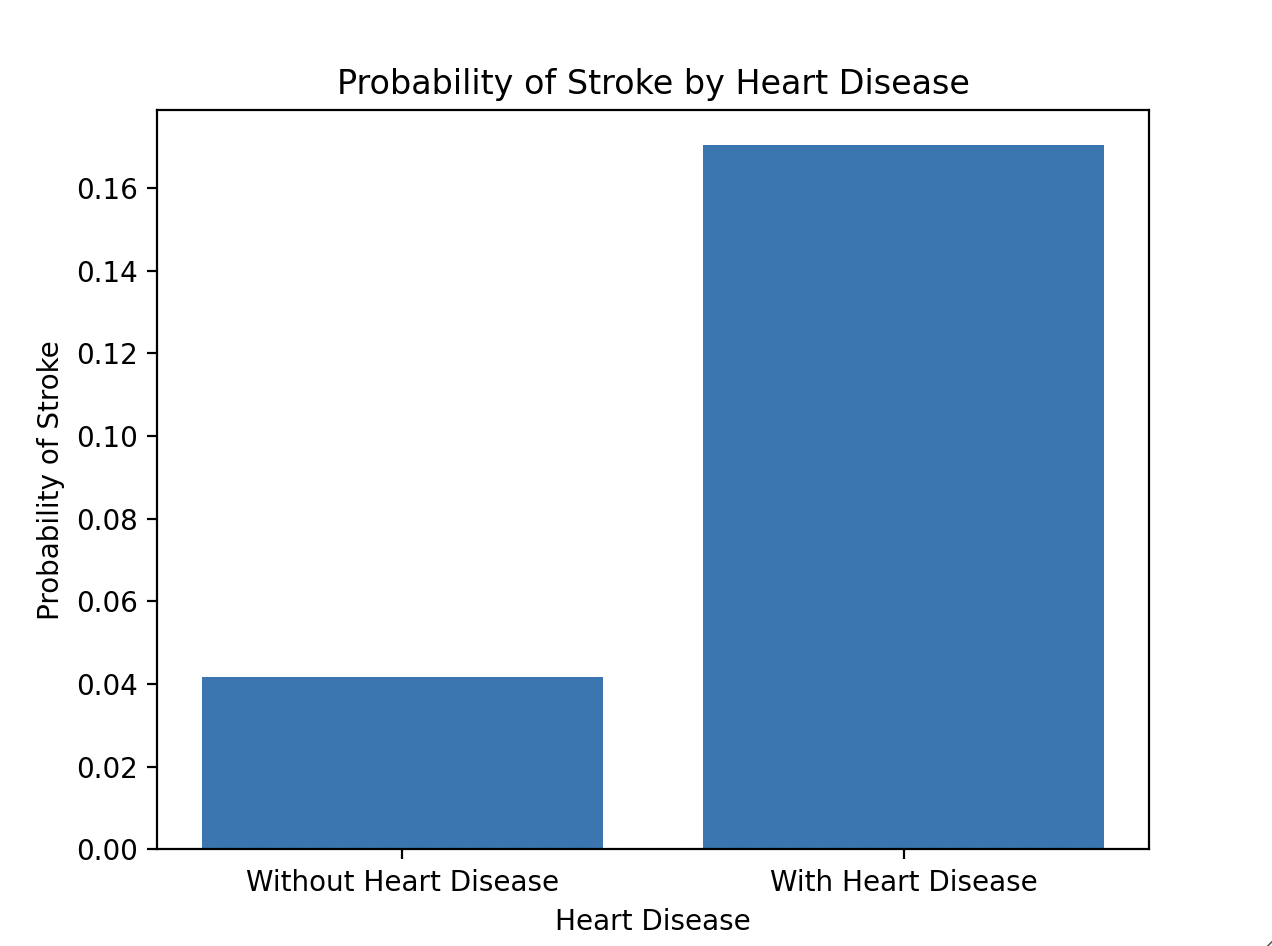 Probability of Stroke by Heart Disease
Probability of Stroke
0.16
0.14
0.12
0.10
0.08
0.06
0.04
0.02
0.00
Without Heart Disease
With Heart Disease
Heart Disease